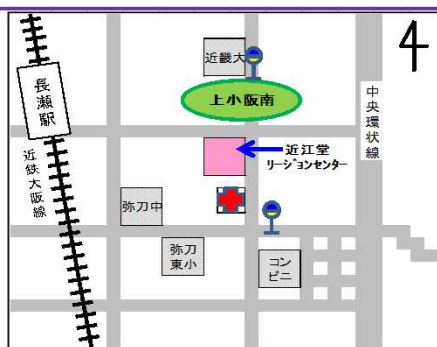 近畿大
上小阪南
長瀬駅
中央環状線
近江堂
リージョンセンター
近鉄大阪線
弥刀中
弥刀
東小
コン
ビニ